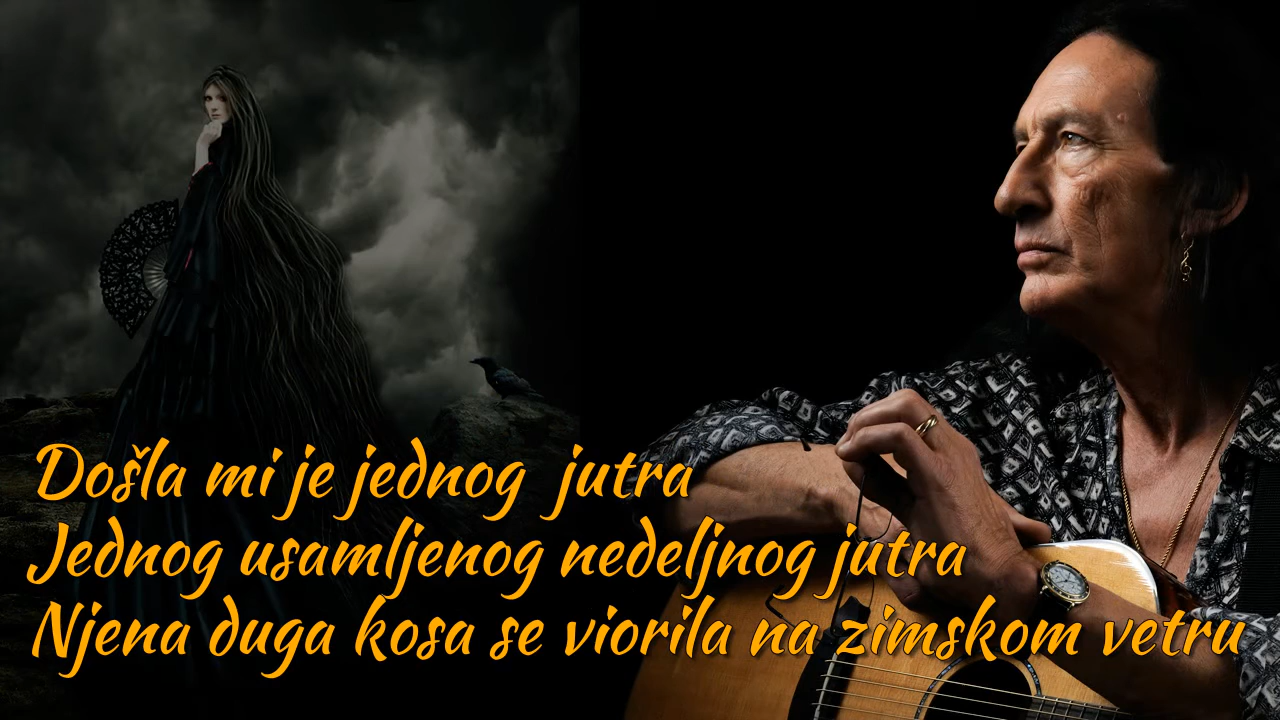 Došla mi je jednog jutra
Jednog usamljenog nedeljnog jutra
Njena duga kosa se viorila na zimskom vetru